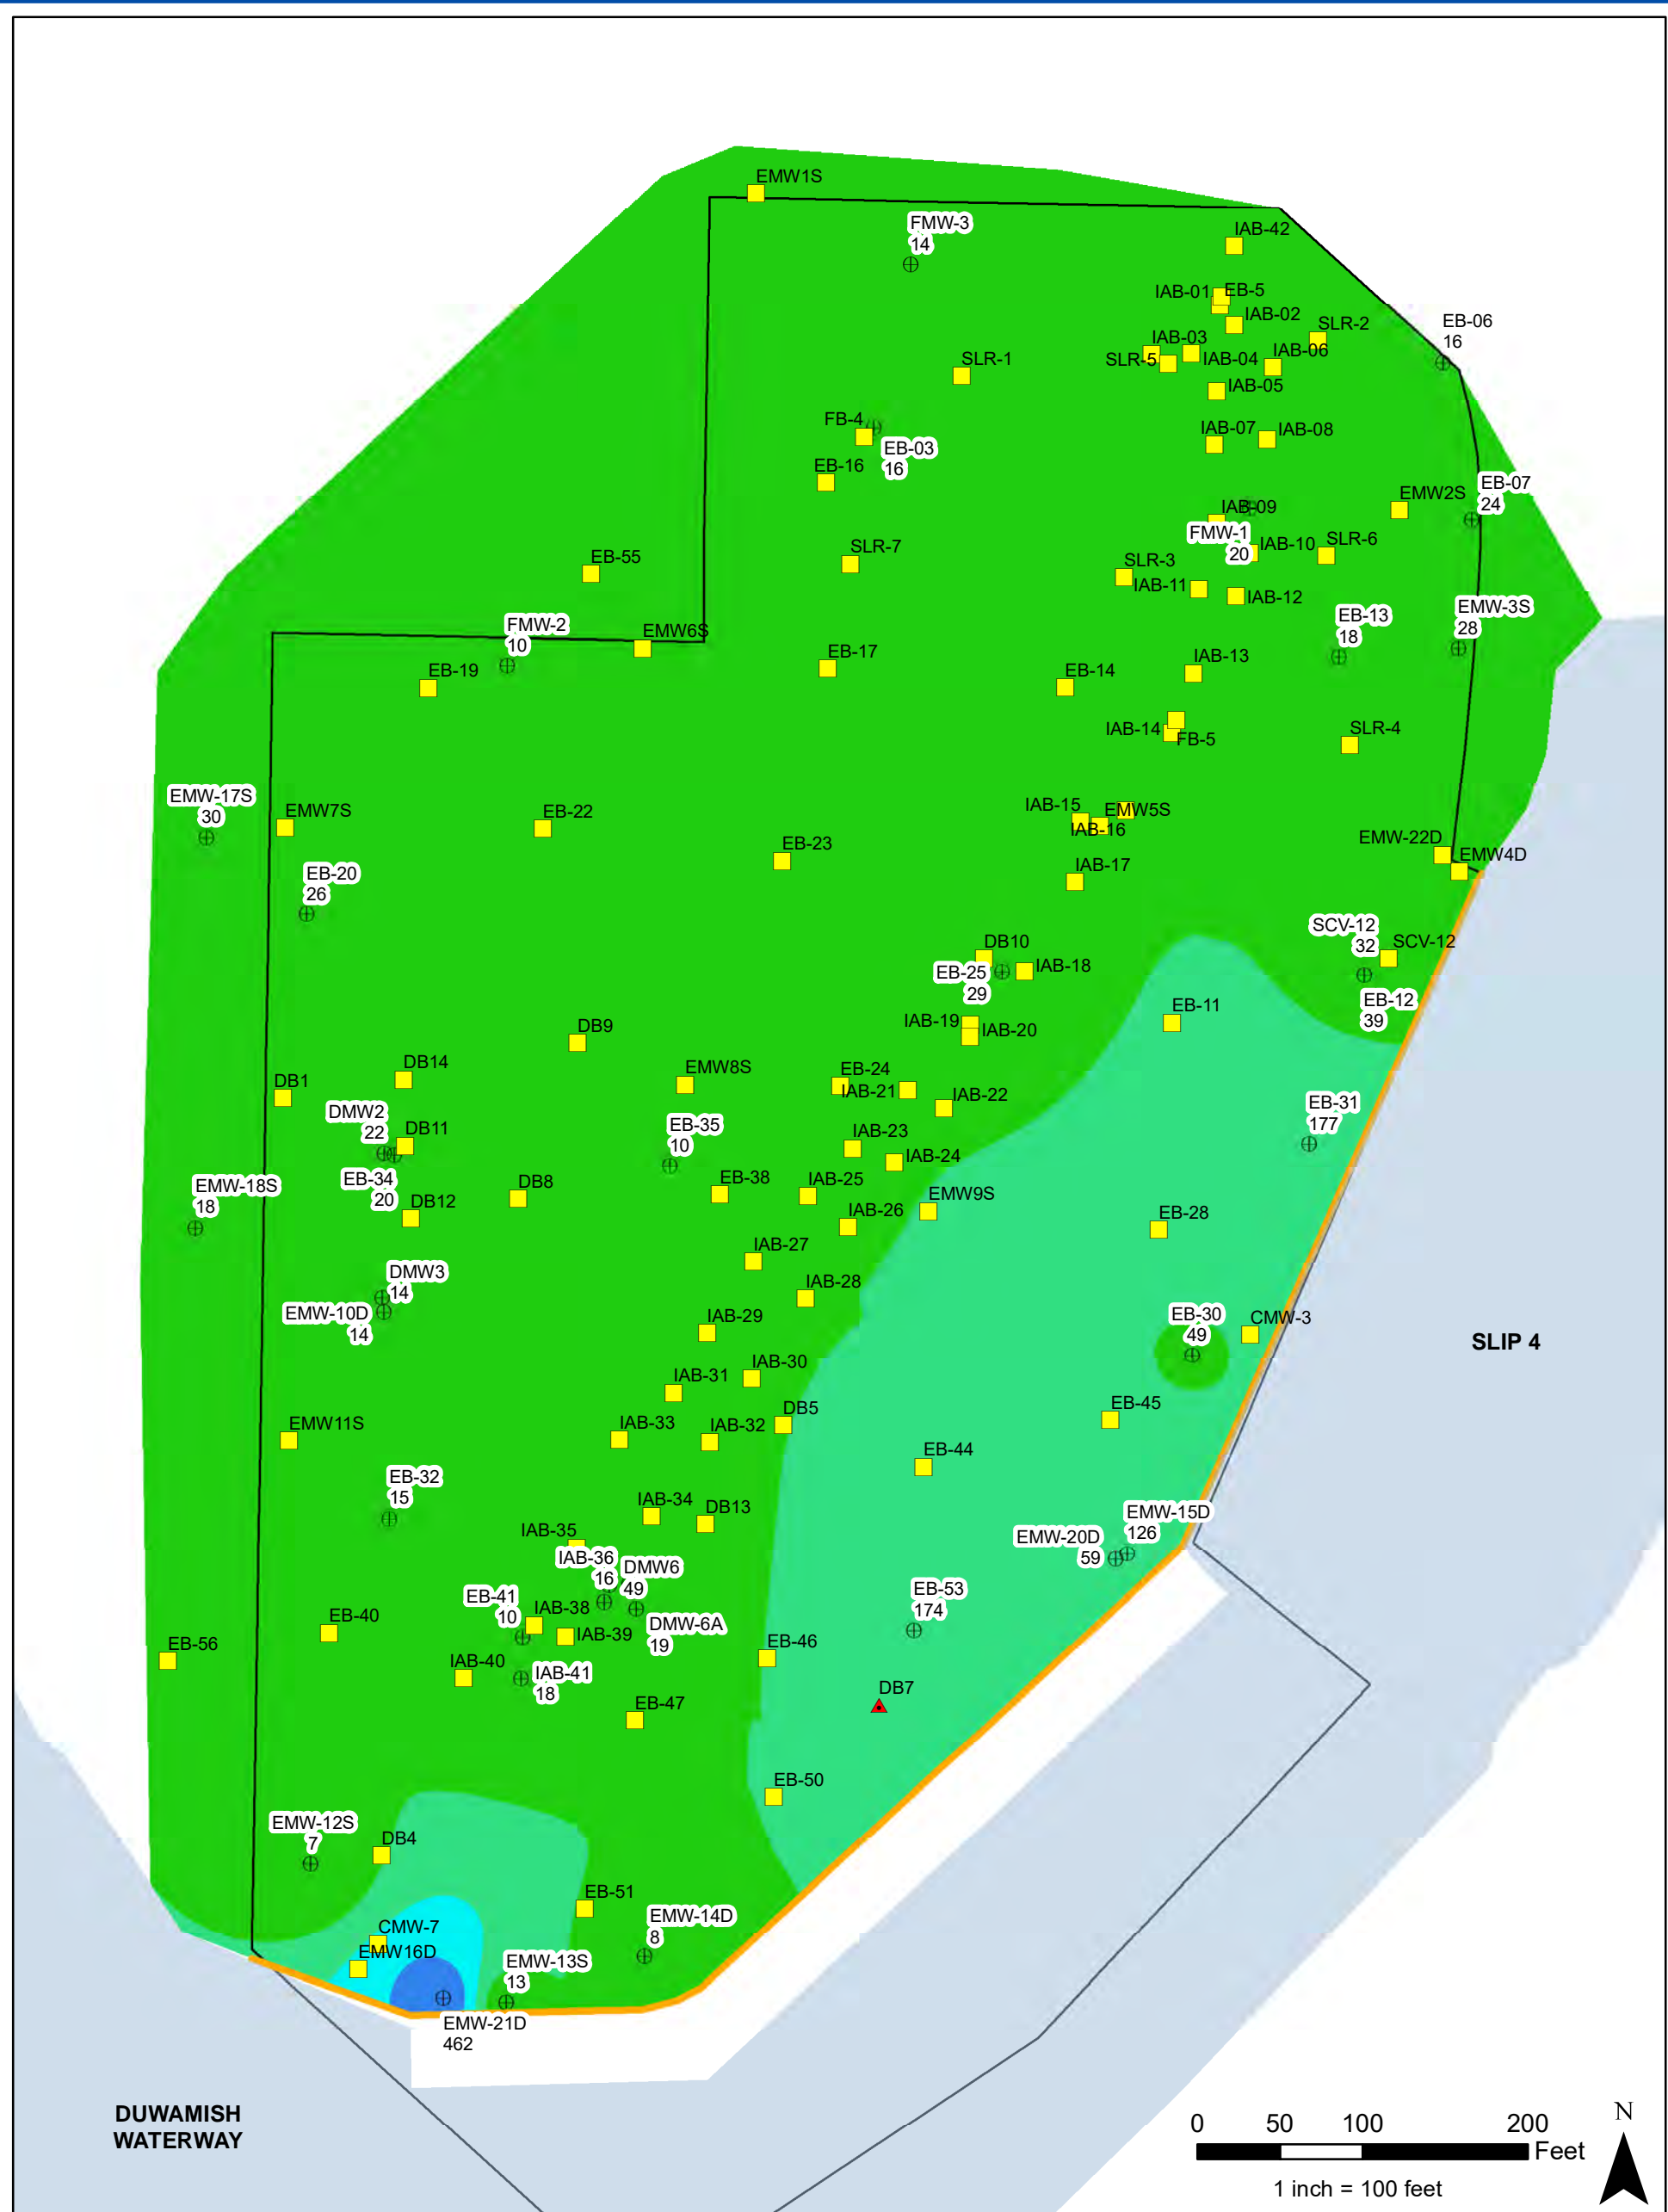 EMW1S
FMW-3
14
IAB-42
IAB-01
EB-5
IAB-02
SLR-2
EB-06
16
IAB-03
SLR-5
IAB-04
IAB-06
SLR-1
IAB-05
FB-4
EB-03
16
IAB-07
IAB-08
EB-16
EMW2S
EB-07
24
IAB-09
FMW-1
20
IAB-10
SLR-6
SLR-7
SLR-3
EB-55
IAB-11
IAB-12
EB-13
18
EMW-3S
28
FMW-2
10
EMW6S
EB-17
IAB-13
EB-19
EB-14
IAB-14
FB-5
SLR-4
EMW-17S
30
EMW7S
EB-22
IAB-15
EMW5S
IAB-16
EB-23
EMW-22D
EMW4D
EB-20
26
IAB-17
SCV-12
32
SCV-12
DB10
EB-25
29
IAB-18
EB-12
39
EB-11
IAB-19
IAB-20
DB9
DB14
EMW8S
EB-24
IAB-21
DB1
IAB-22
DMW2
22
DB11
EB-35
10
EB-31
177
IAB-23
IAB-24
EB-34
20
EMW-18S
18
DB12
DB8
EB-38
IAB-25
EMW9S
IAB-26
EB-28
IAB-27
DMW3
14
EMW-10D
14
IAB-28
IAB-29
EB-30
49
CMW-3
SLIP 4
IAB-30
IAB-31
EMW11S
IAB-33
IAB-32
DB5
EB-45
EB-44
EB-32
15
IAB-34
DB13
EMW-15D
126
EMW-20D
59
IAB-35
IAB-36
16
DMW6
49
EB-41
10
EB-53
174
EB-40
IAB-38
IAB-39
DMW-6A
19
EB-56
EB-46
IAB-40
IAB-41
18
DB7
EB-47
EB-50
EMW-12S
7
DB4
EB-51
EMW-14D
8
CMW-7
EMW16D
EMW-13S
13
EMW-21D
462
DUWAMISH
WATERWAY
0 50 100 200
Feet
1 inch = 100 feet
N